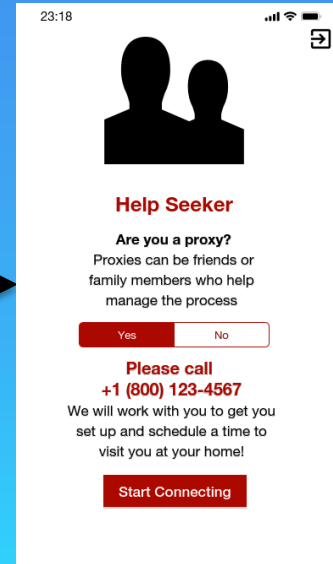 23:18
Help Seeker
Are you a proxy?
Proxies can be friends or
family members who help
manage the process
Yes No
Please call
+1 (800) 123-4567
We will work with you to get you
set up and schedule a time to
visit you at your home!
Start Connecting